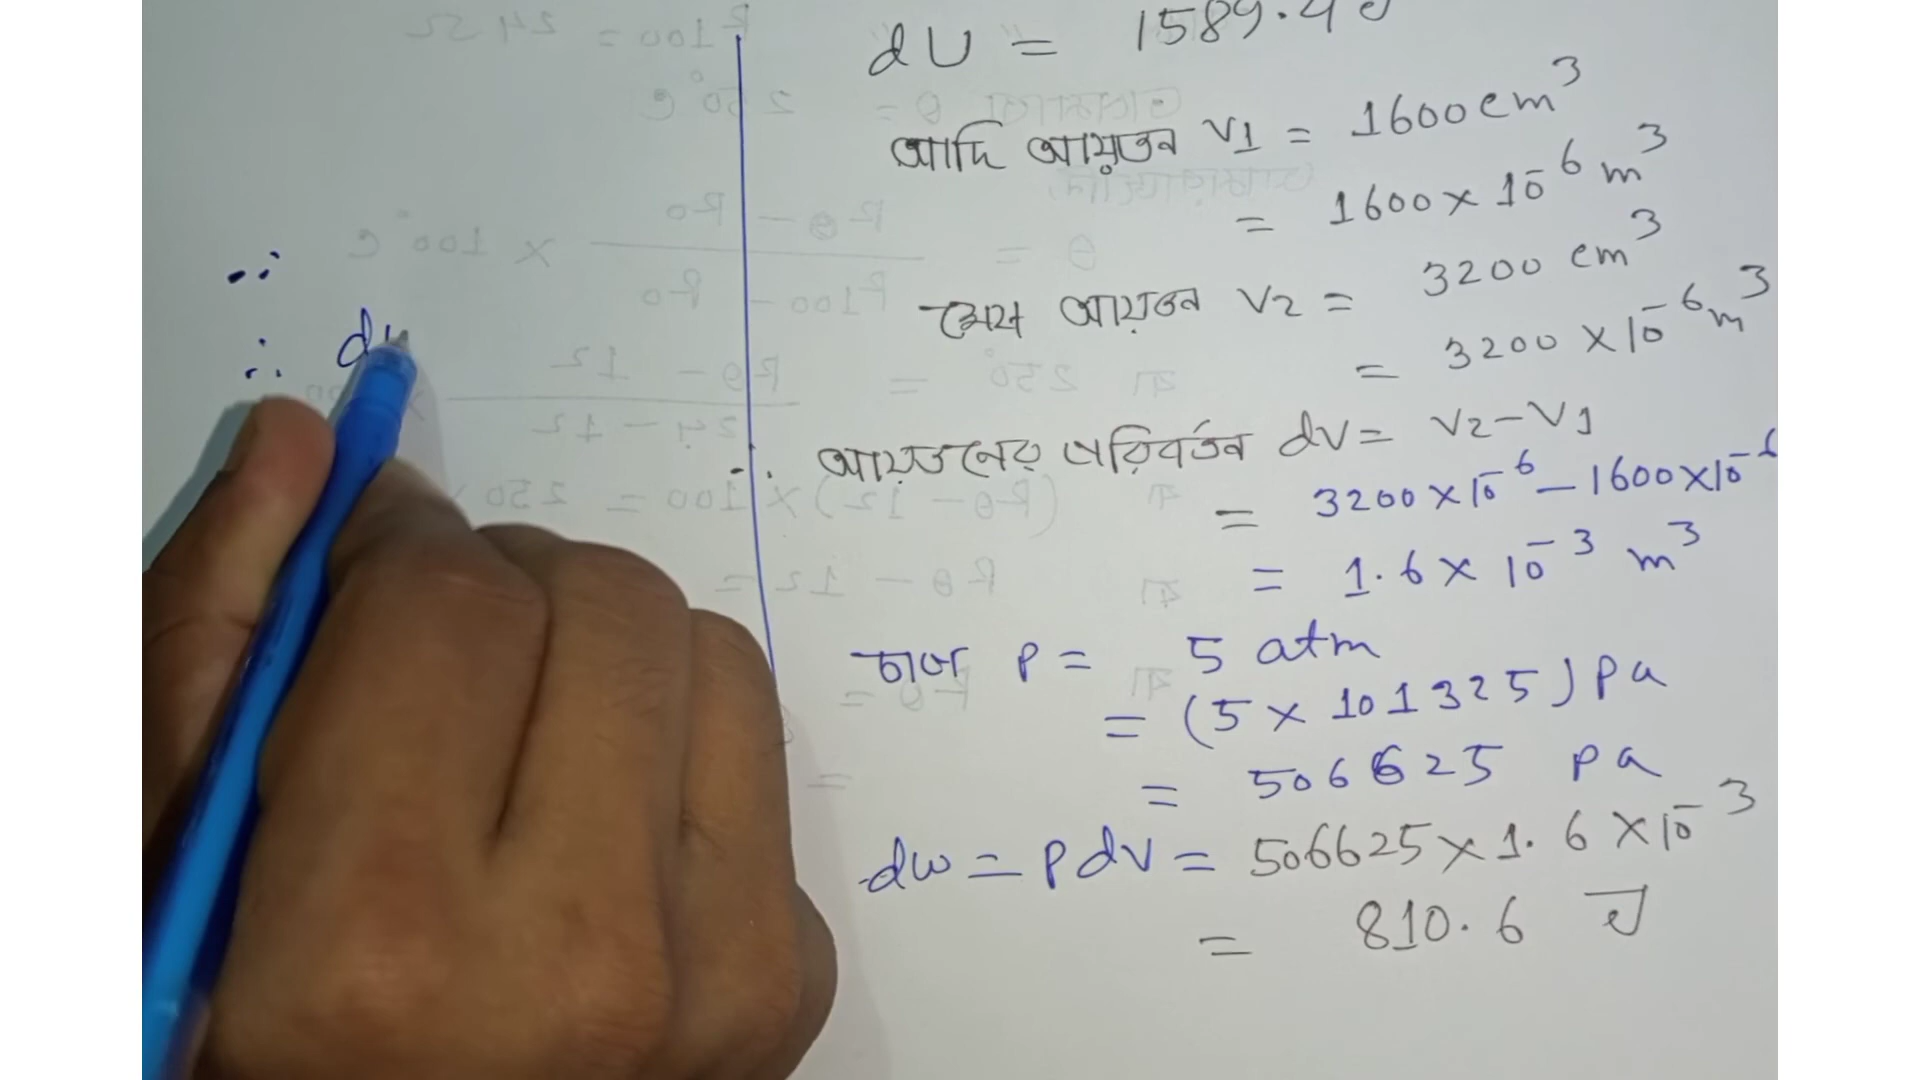 dU = 1589.4 J
আদি আয়তন V1 = 1600 cm³
= 1600 × 10⁻⁶ m³
শেষ আয়তন V2 = 3200 cm³
= 3200 × 10⁻⁶ m³
∴ আয়তনের পরিবর্তন dV = V2 - V1
= 3200 × 10⁻⁶ - 1600 × 10⁻⁶
= 1.6 × 10⁻³ m³
চাপ P = 5 atm
= (5 × 101325) Pa
= 506625 Pa
dw = PdV = 506625 × 1.6 × 10⁻³
= 810.6 J
∴ d